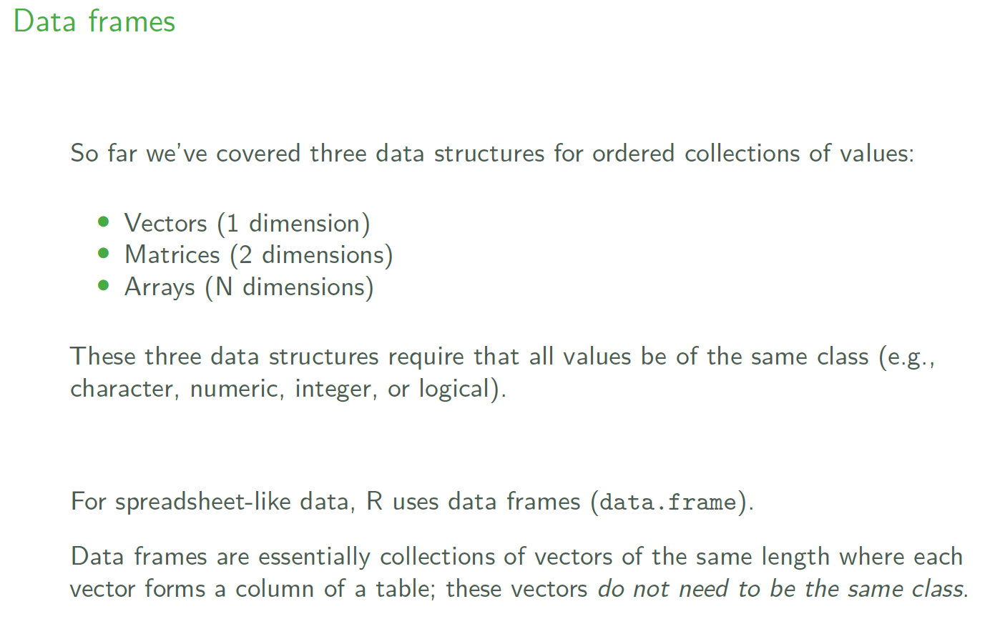 Data frames
So far we've covered three data structures for ordered collections of values:
• Vectors (1 dimension)
• Matrices (2 dimensions)
• Arrays (N dimensions)
These three data structures require that all values be of the same class (e.g.,
character, numeric, integer, or logical).
For spreadsheet-like data, R uses data frames (data.frame).
Data frames are essentially collections of vectors of the same length where each
vector forms a column of a table; these vectors do not need to be the same class.